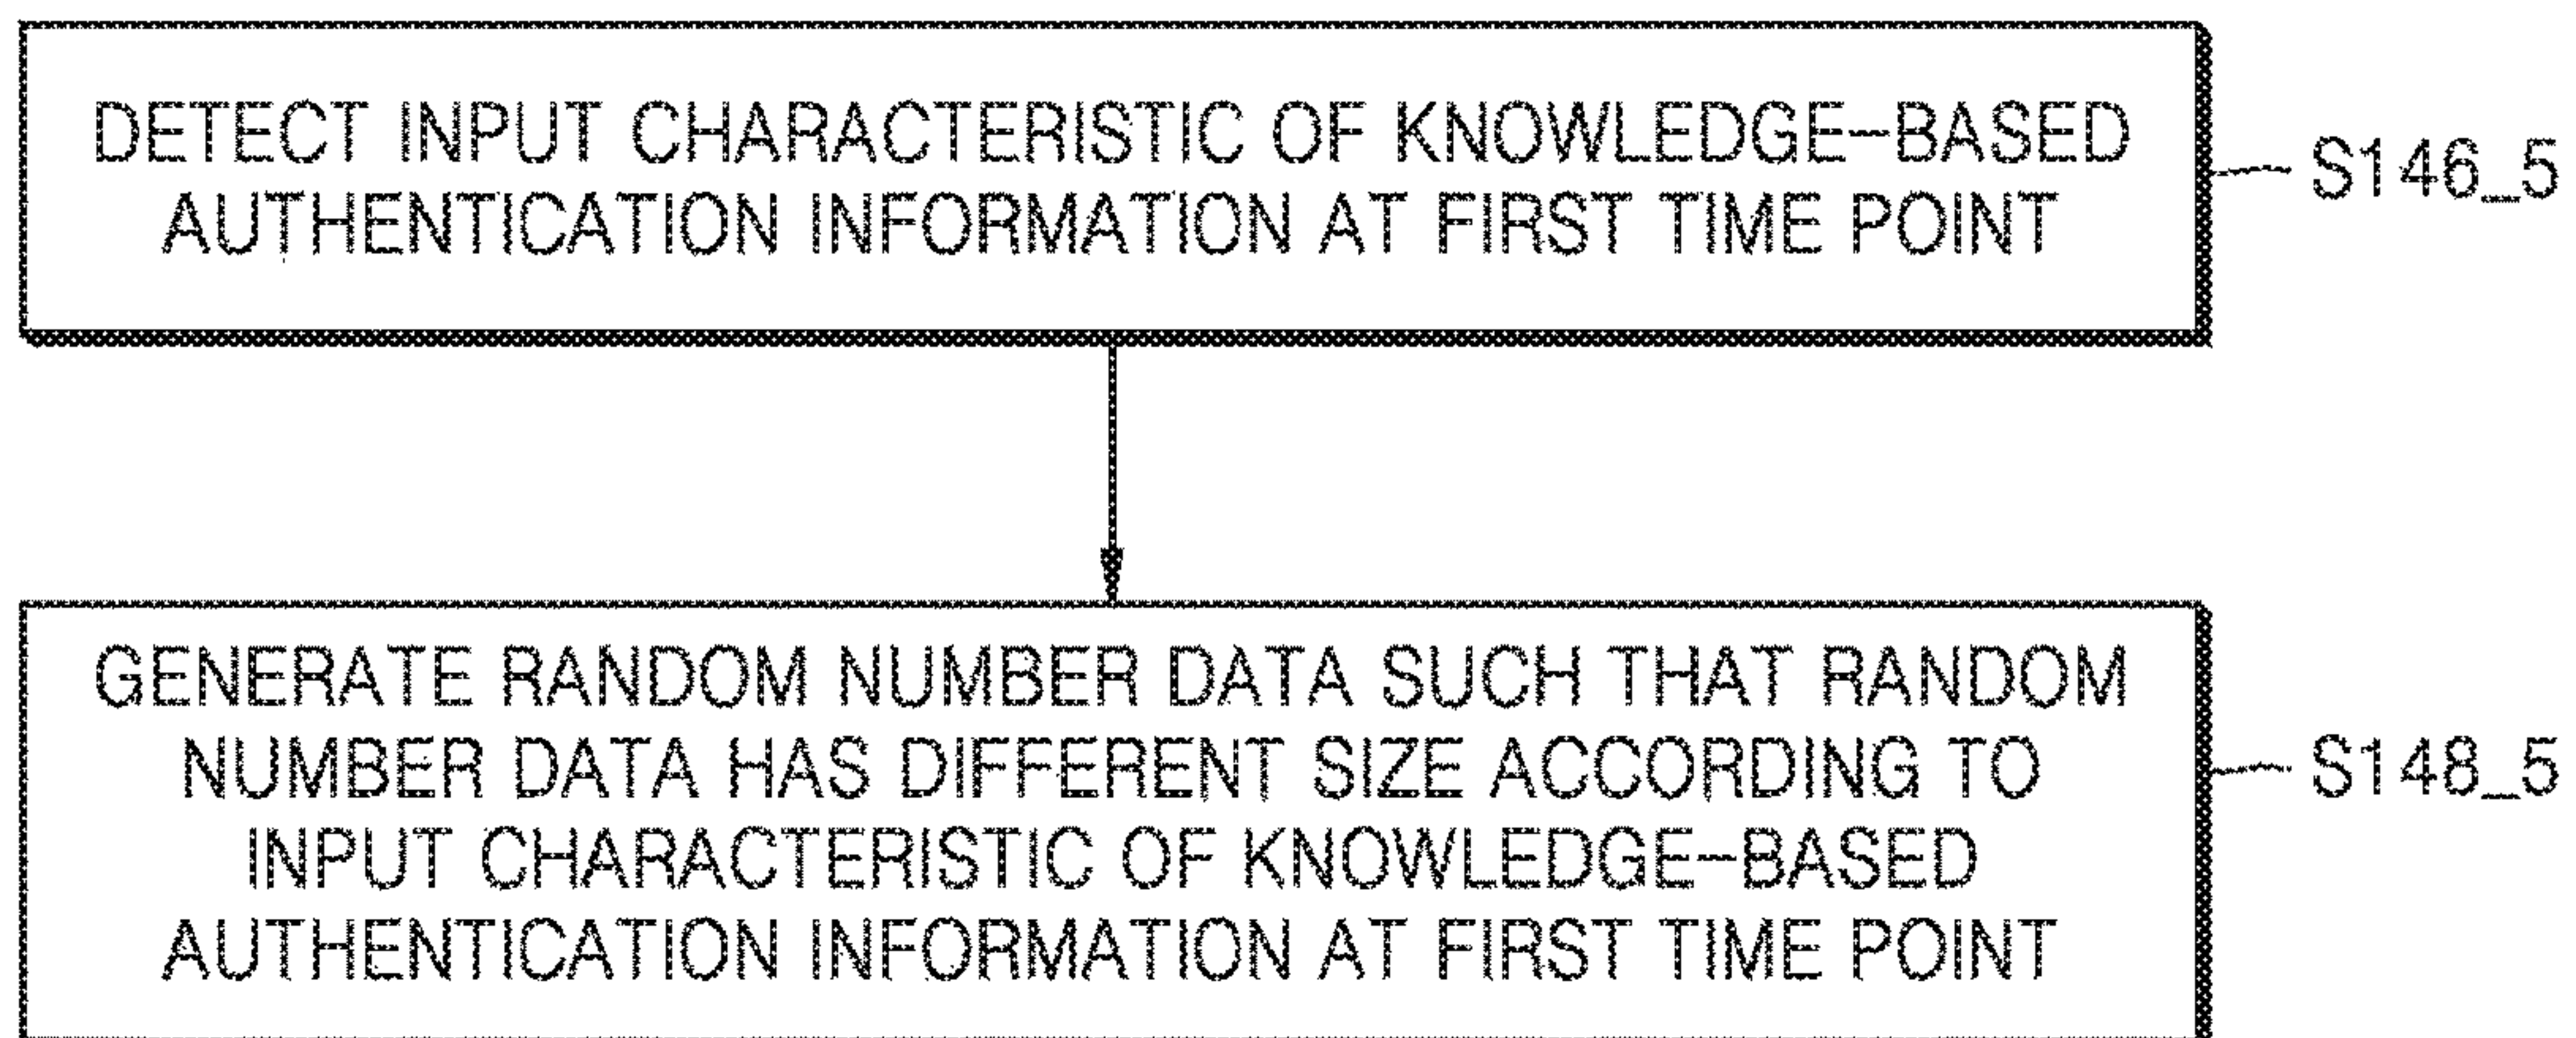 DETECT INPUT CHARACTERISTIC OF KNOWLEDGE-BASED
AUTHENTICATION INFORMATION AT FIRST TIME POINT
S146_5
GENERATE RANDOM NUMBER DATA SUCH THAT RANDOM
NUMBER DATA HAS DIFFERENT SIZE ACCORDING TO
INPUT CHARACTERISTIC OF KNOWLEDGE-BASED
AUTHENTICATION INFORMATION AT FIRST TIME POINT
S148_5